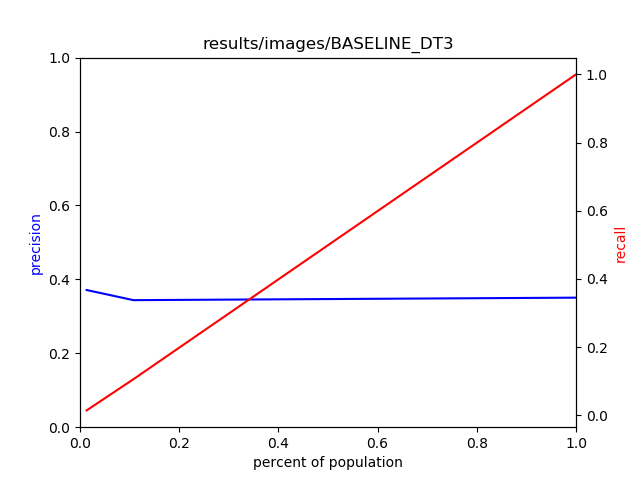 results/images/BASELINE_DT3
1.0
0.8
0.6
0.4
0.2
0.0
precision
1.0
0.8
0.6
0.4
0.2
0.0
recall
0.0 0.2 0.4 0.6 0.8 1.0
percent of population